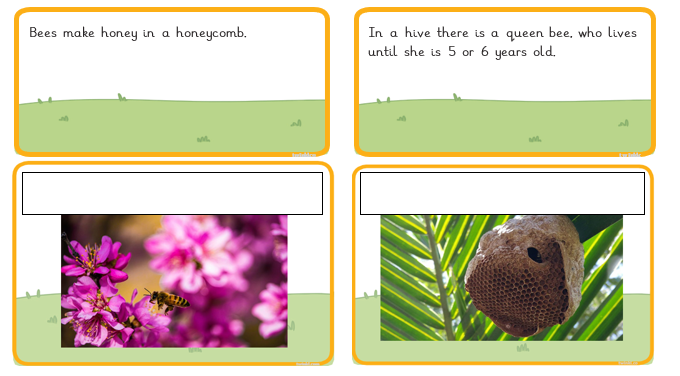 Bees make honey in a honeycomb.
In a hive there is a queen bee, who lives
until she is 5 or 6 years old.